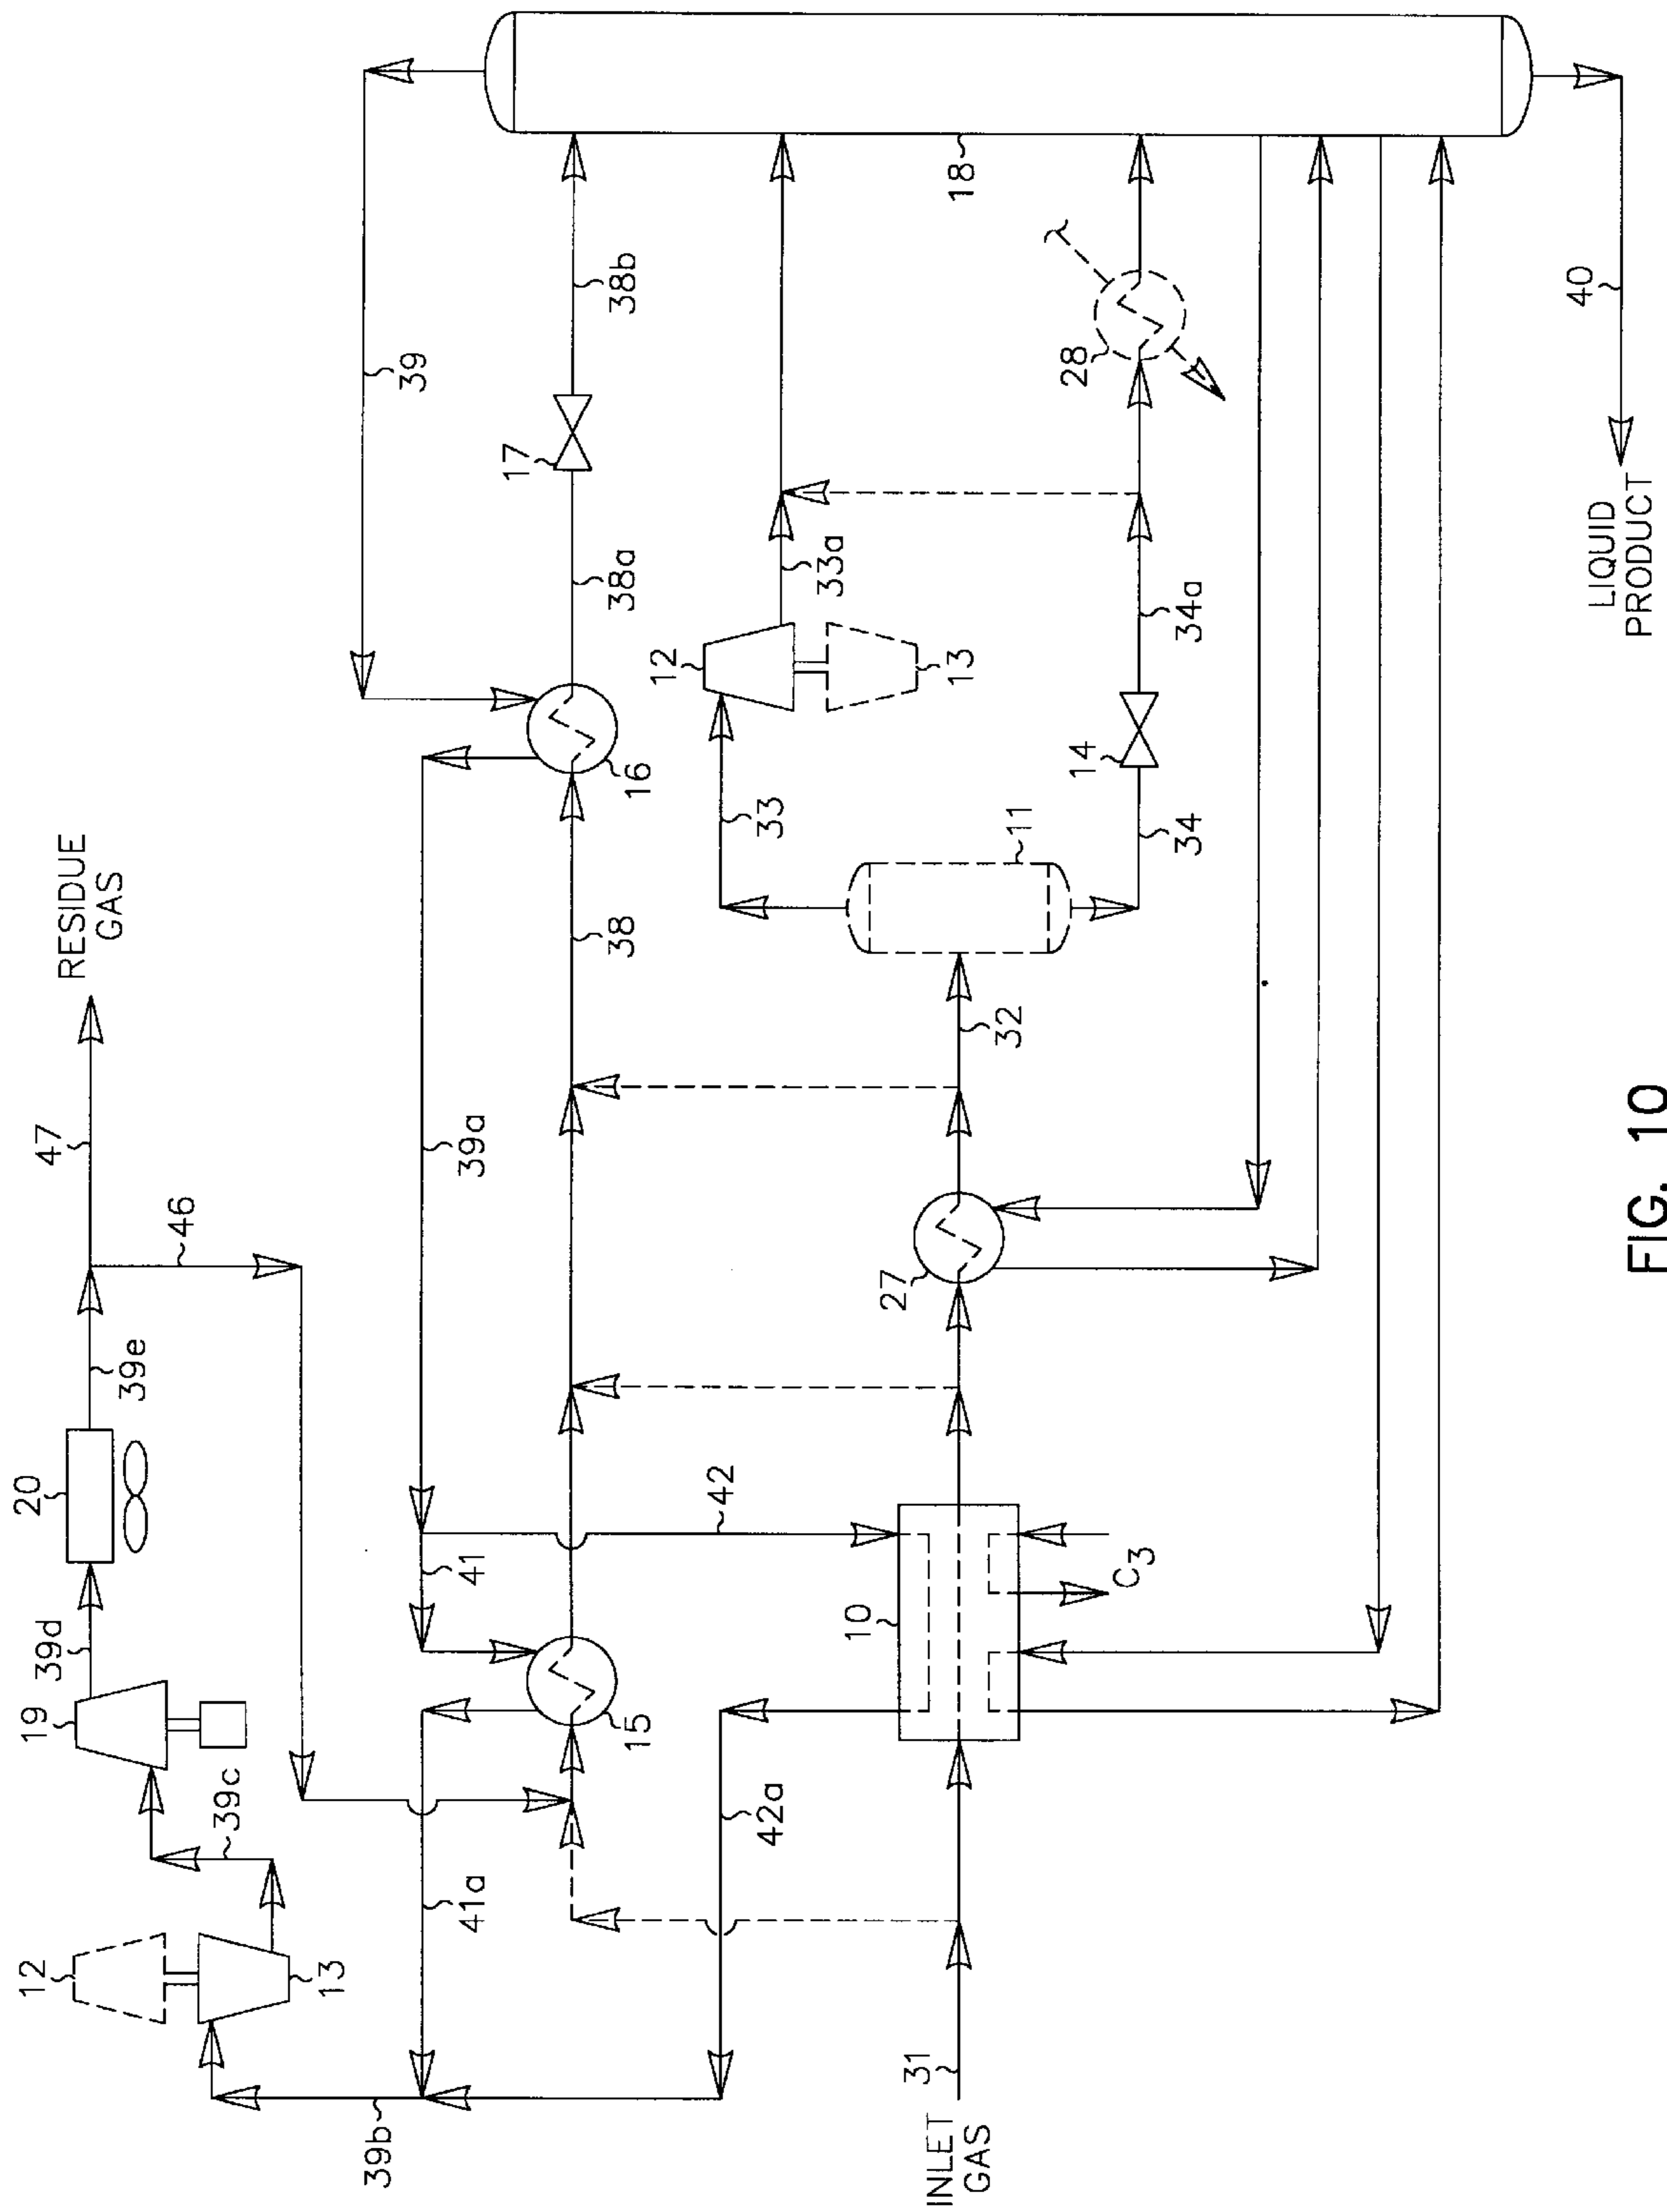 12
19
20
39d
47
RESIDUE
GAS
39e
46
39c
13
39b
39
41a
41
39a
17
15
16
38
38a
38b
12
42
42a
33
33a
10
27
31
INLET
GAS
13
18
32
11
28
14
C3
34
34a
40
LIQUID
PRODUCT
FIG. 10